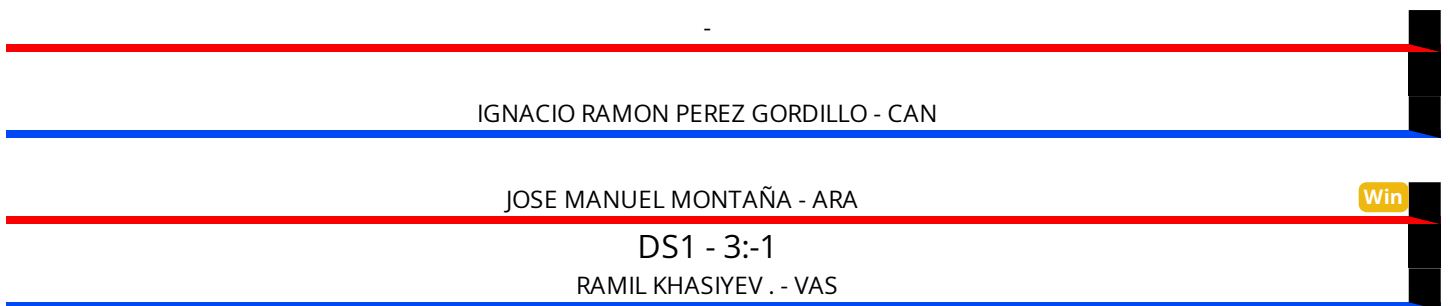 -
IGNACIO RAMON PEREZ GORDILLO - CAN
JOSE MANUEL MONTAÑA - ARA
Win
DS1 - 3:-1
RAMIL KHASIYEV . - VAS